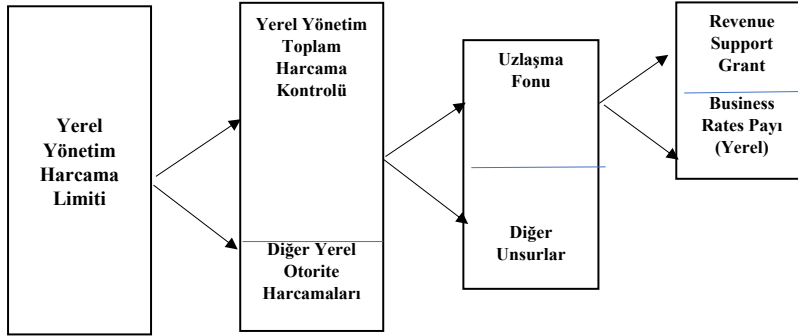 Yerel
Yönetim
Harcama
Limiti
Yerel Yönetim
Toplam
Harcama
Kontrolü
Diğer Yerel
Otorite
Harcamaları
Uzlaşma
Fonu
Diğer
Unsurlar
Revenue
Support
Grant
Business
Rates Payı
(Yerel)